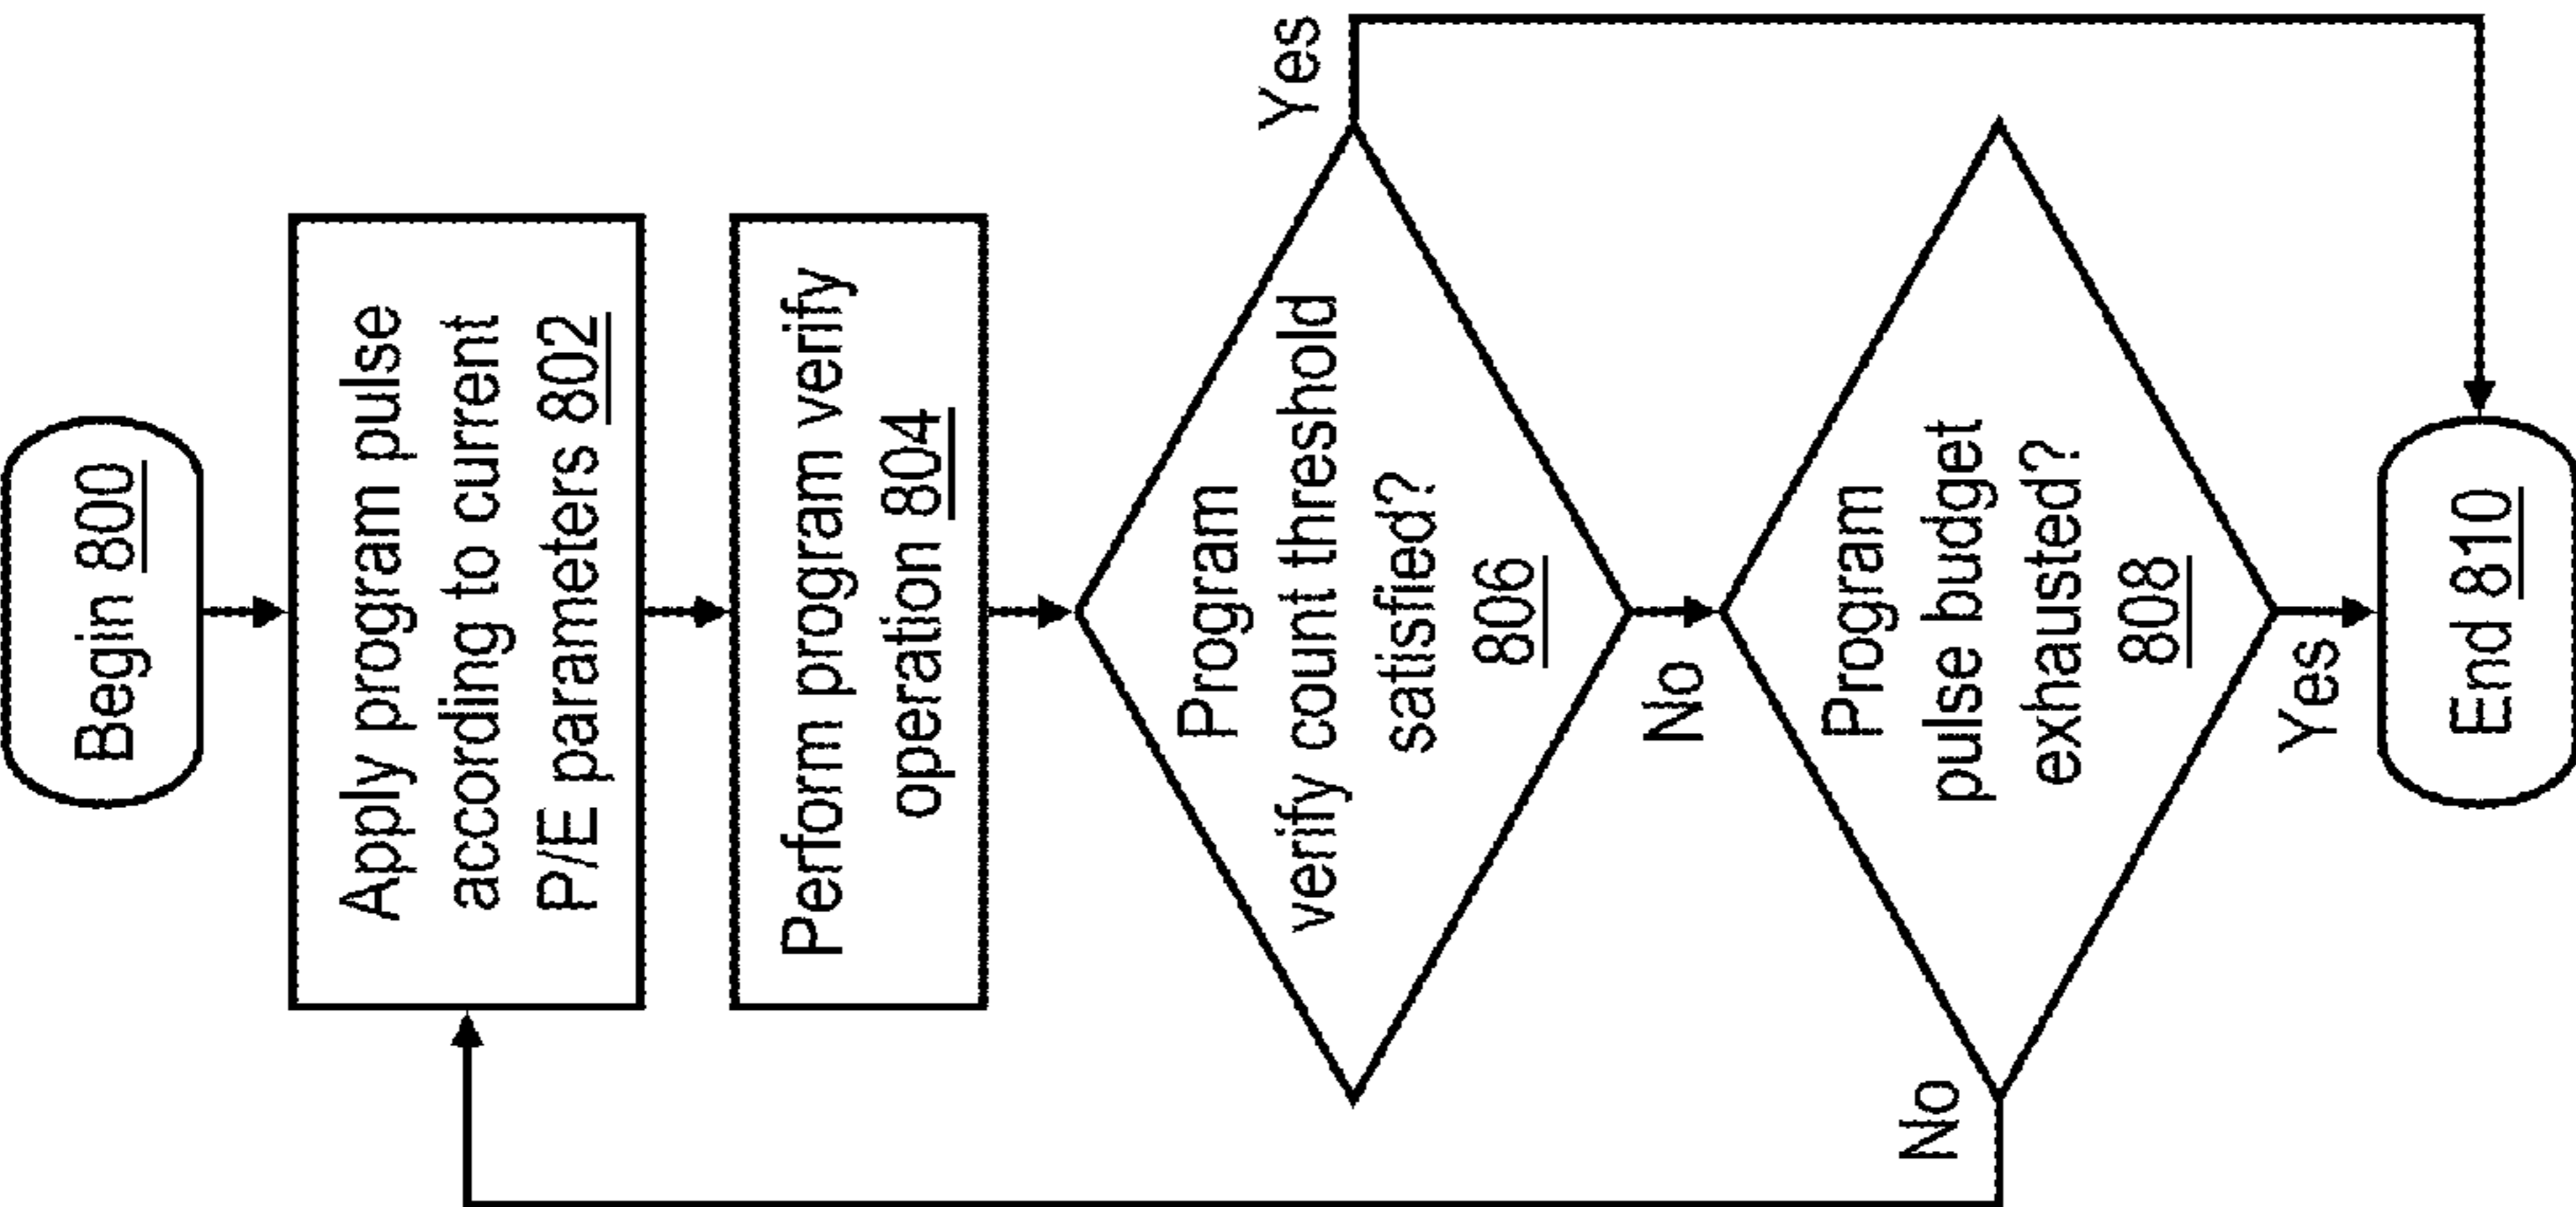 Begin 800
Apply program pulse
according to current
P/E parameters 802
Perform program verify
operation 804
Program
verify count threshold
satisfied?
806
Yes
No
Program
pulse budget
exhausted?
808
No
Yes
End 810